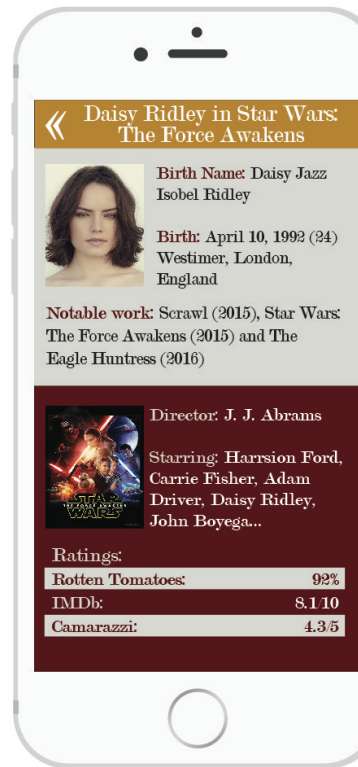 Daisy Ridley in Star Wars:
The Force Awakens
Birth Name: Daisy Jazz
Isobel Ridley
Birth: April 10, 1992 (24)
Westimer, London,
England
Notable work: Scrawl (2015), Star Wars:
The Force Awakens (2015) and The
Eagle Huntress (2016)
Director: J. J. Abrams
STAR
THE FORCE AWAKENS
WARS
Starring: Harrsion Ford,
Carrie Fisher, Adam
Driver, Daisy Ridley,
John Boyega...
Ratings:
Rotten Tomatoes: 92%
IMDb: 8.1/10
Camarazzi: 4.3/5